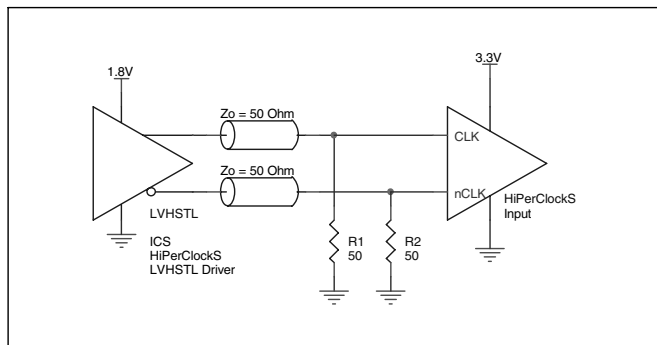 1.8V
3.3V
Zo = 50 Ohm
CLK
Zo = 50 Ohm
nCLK
HiPerClockS
Input
LVHSTL
ICS
HiPerClockS
LVHSTL Driver
R1
50
R2
50